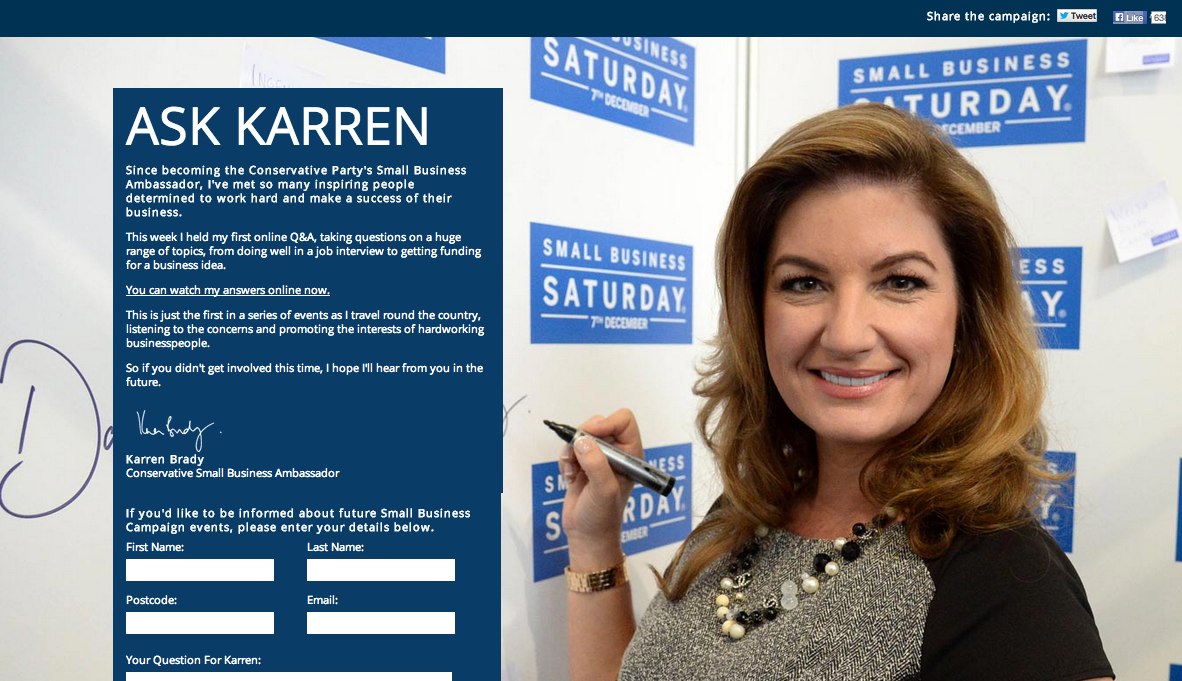 Share the campaign: Tweet Like
ASK KARREN
Since becoming the Conservative Party's Small Business
Ambassador, I've met so many inspiring people
determined to work hard and make a success of their
business.
This week I held my first online Q&A, taking questions on a huge
range of topics, from doing well in a job interview to getting funding
for a business idea.
You can watch my answers online now.
This is just the first in a series of events as I travel round the country,
listening to the concerns and promoting the interests of hardworking
businesspeople.
So if you didn't get involved this time, I hope I'll hear from you in the
future.
Karren Brady
Karren Brady
Conservative Small Business Ambassador
If you'd like to be informed about future Small Business
Campaign events, please enter your details below.
First Name:
Last Name:
Postcode:
Email:
Your Question For Karren:
BUSINESS
SATURDAY
7TH DECEMBER
SMALL BUSINESS
SATURDAY
DECEMBER
SMALL BUSINESS
SATURDAY
7TH DECEMBER